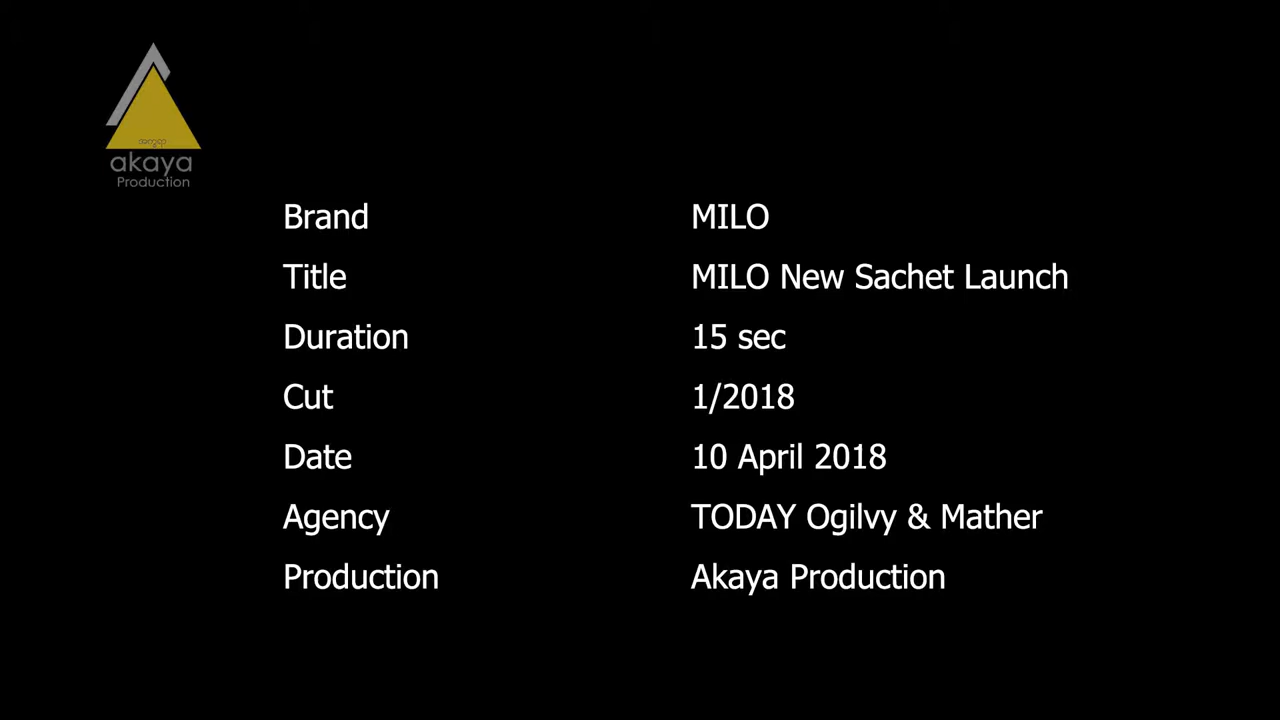 akaya
Production
Brand MILO
Title MILO New Sachet Launch
Duration 15 sec
Cut 1/2018
Date 10 April 2018
Agency TODAY Ogilvy & Mather
Production Akaya Production